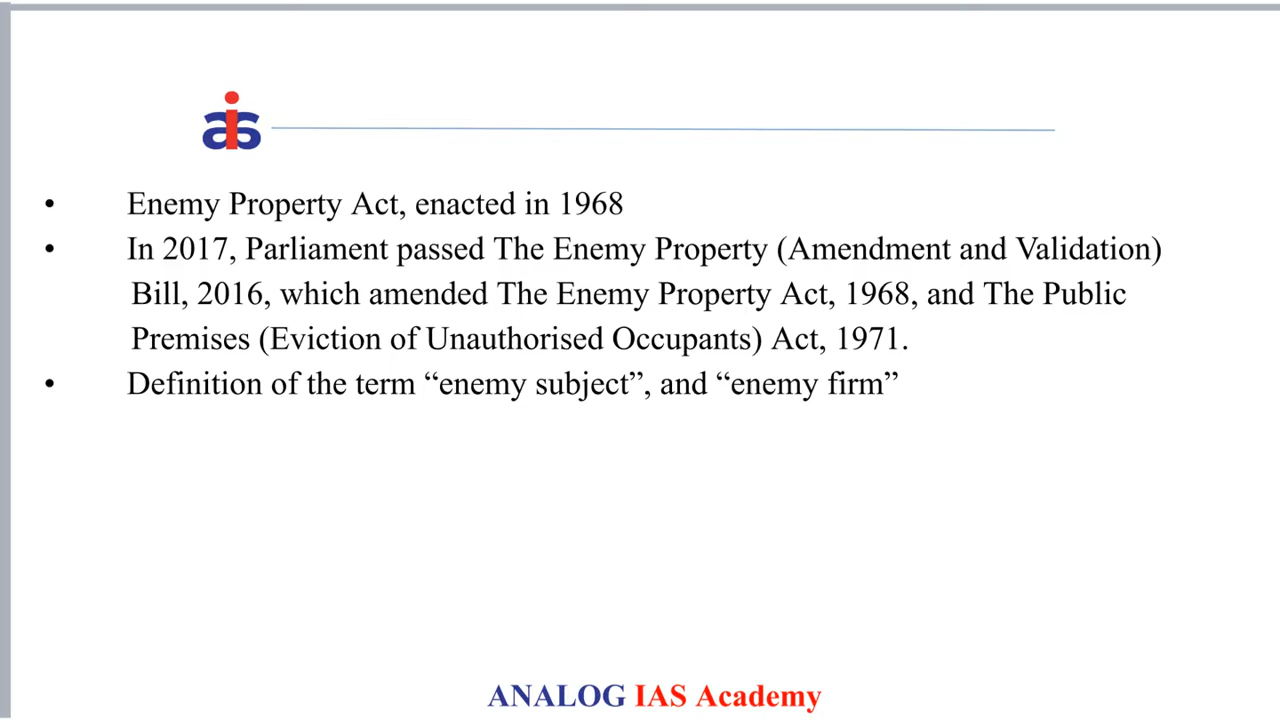 ais
• Enemy Property Act, enacted in 1968
• In 2017, Parliament passed The Enemy Property (Amendment and Validation)
Bill, 2016, which amended The Enemy Property Act, 1968, and The Public
Premises (Eviction of Unauthorised Occupants) Act, 1971.
• Definition of the term “enemy subject”, and “enemy firm”
ANALOG IAS Academy